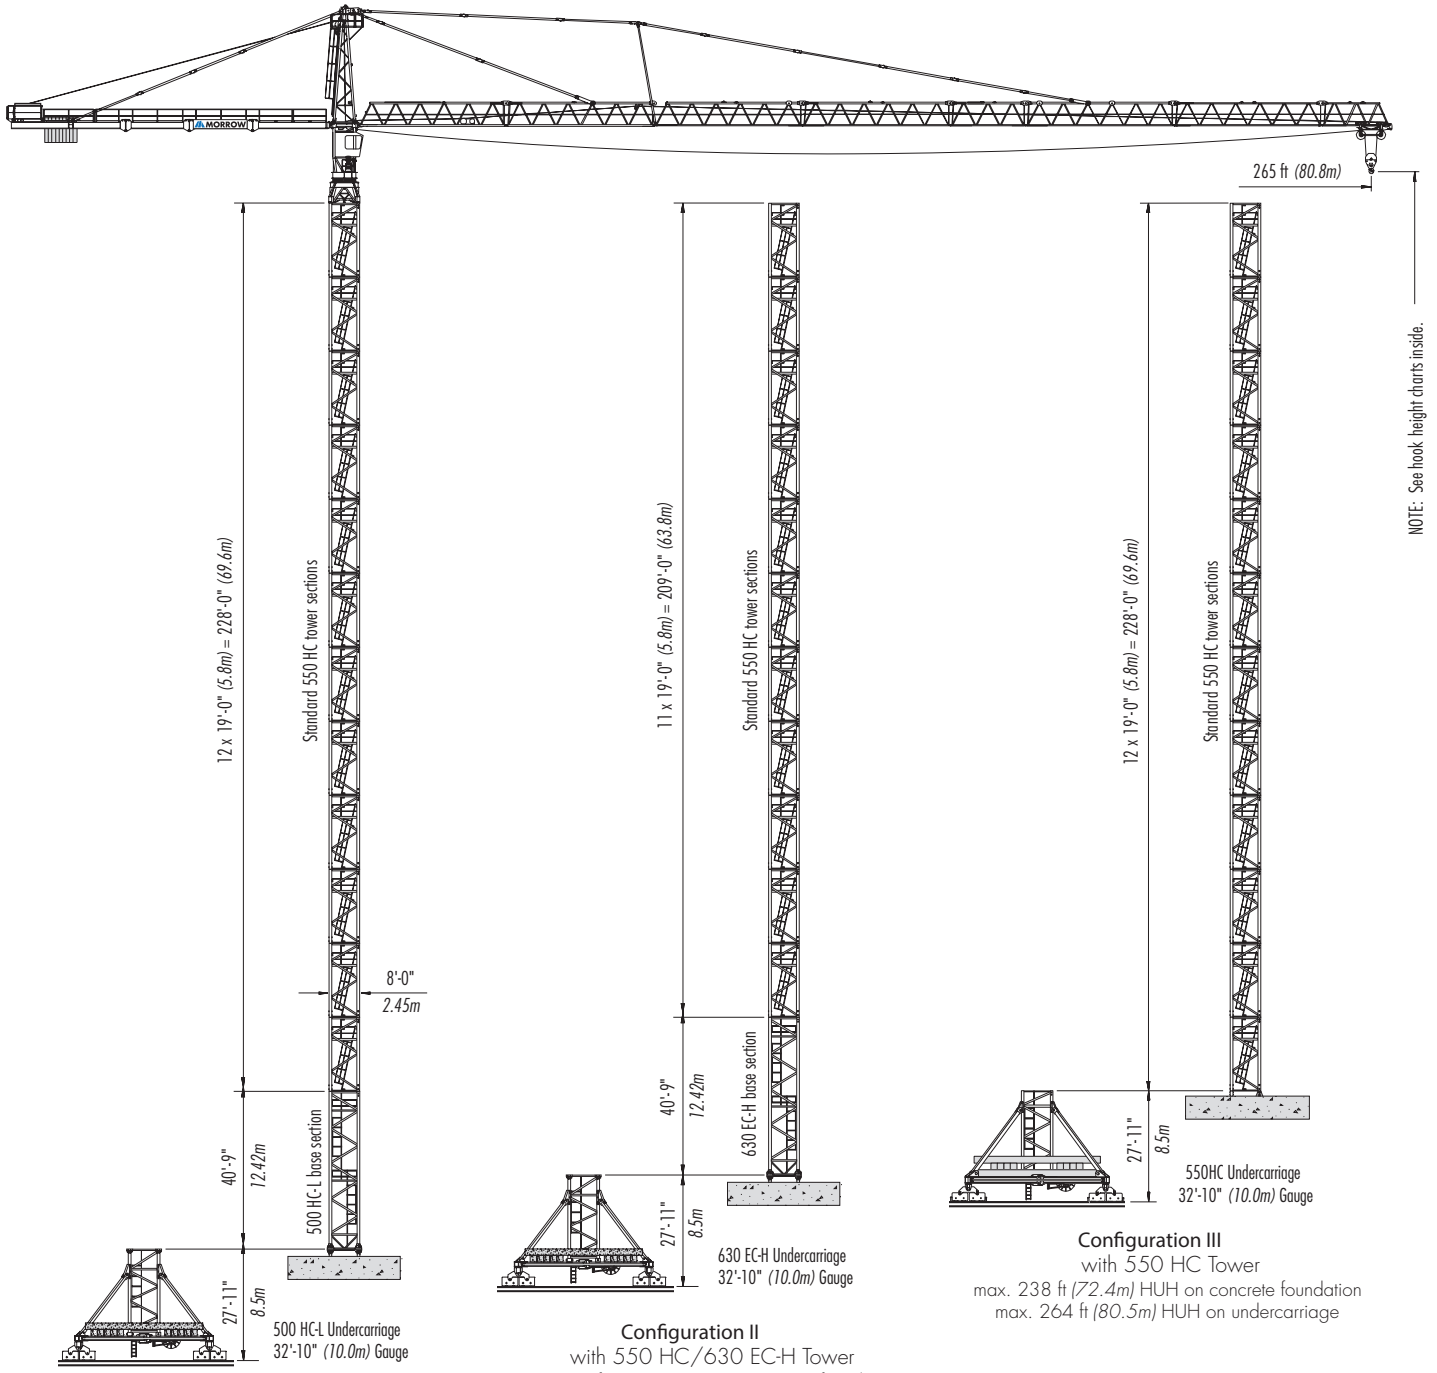 MORROW
265 ft (80.8m)
NOTE: See hook height charts inside.
12 x 19'-0" (5.8m) = 228'-0" (69.6m)
Standard 550 HC tower sections
11 x 19'-0" (5.8m) = 209'-0" (63.8m)
Standard 550 HC tower sections
12 x 19'-0" (5.8m) = 228'-0" (69.6m)
Standard 550 HC tower sections
8'-0"
2.45m
40'-9"
12.42m
500 HC-L base section
27'-11"
8.5m
500 HC-L Undercarriage
32'-10" (10.0m) Gauge
40'-9"
12.42m
630 EC-H base section
27'-11"
8.5m
630 EC-H Undercarriage
32'-10" (10.0m) Gauge
Configuration II
with 550 HC/630 EC-H Tower
27'-11"
8.5m
550HC Undercarriage
32'-10" (10.0m) Gauge
Configuration III
with 550 HC Tower
max. 238 ft (72.4m) HUH on concrete foundation
max. 264 ft (80.5m) HUH on undercarriage